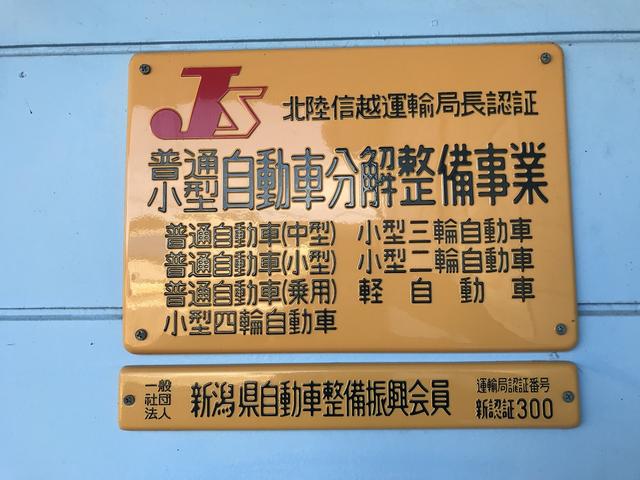 JS 北陸信越運輸局長認証
普通小型自動車分解整備事業
普通自動車(中型) 小型三輪自動車
普通自動車(小型) 小型二輪自動車
普通自動車(乗用) 軽自動車
小型四輪自動車
一般社団法人 新潟県自動車整備振興会員 運輸局認証番号
新認証300